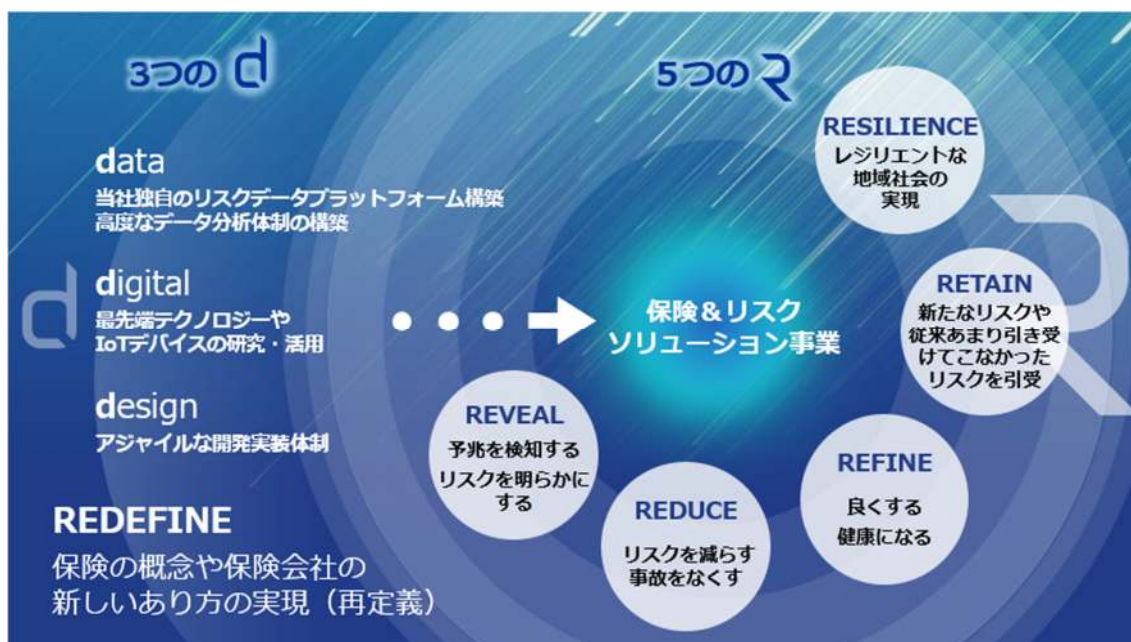 3つの d
data
当社独自のリスクデータプラットフォーム構築
高度なデータ分析体制の構築
digital
最先端テクノロジーや
IoTデバイスの研究・活用
design
アジャイルな開発実装体制
REDEFINE
保険の概念や保険会社の
新しいあり方の実現（再定義）
d
5つの R
保険＆リスク
ソリューション事業
RESILIENCE
レジリエントな
地域社会の
実現
RETAIN
新たなリスクや
従来あまり引き受
けてこなかった
リスクを引受
REFINE
良くする
健康になる
REDUCE
リスクを減らす
事故をなくす
REVEAL
予兆を検知する
リスクを明らかに
する
R